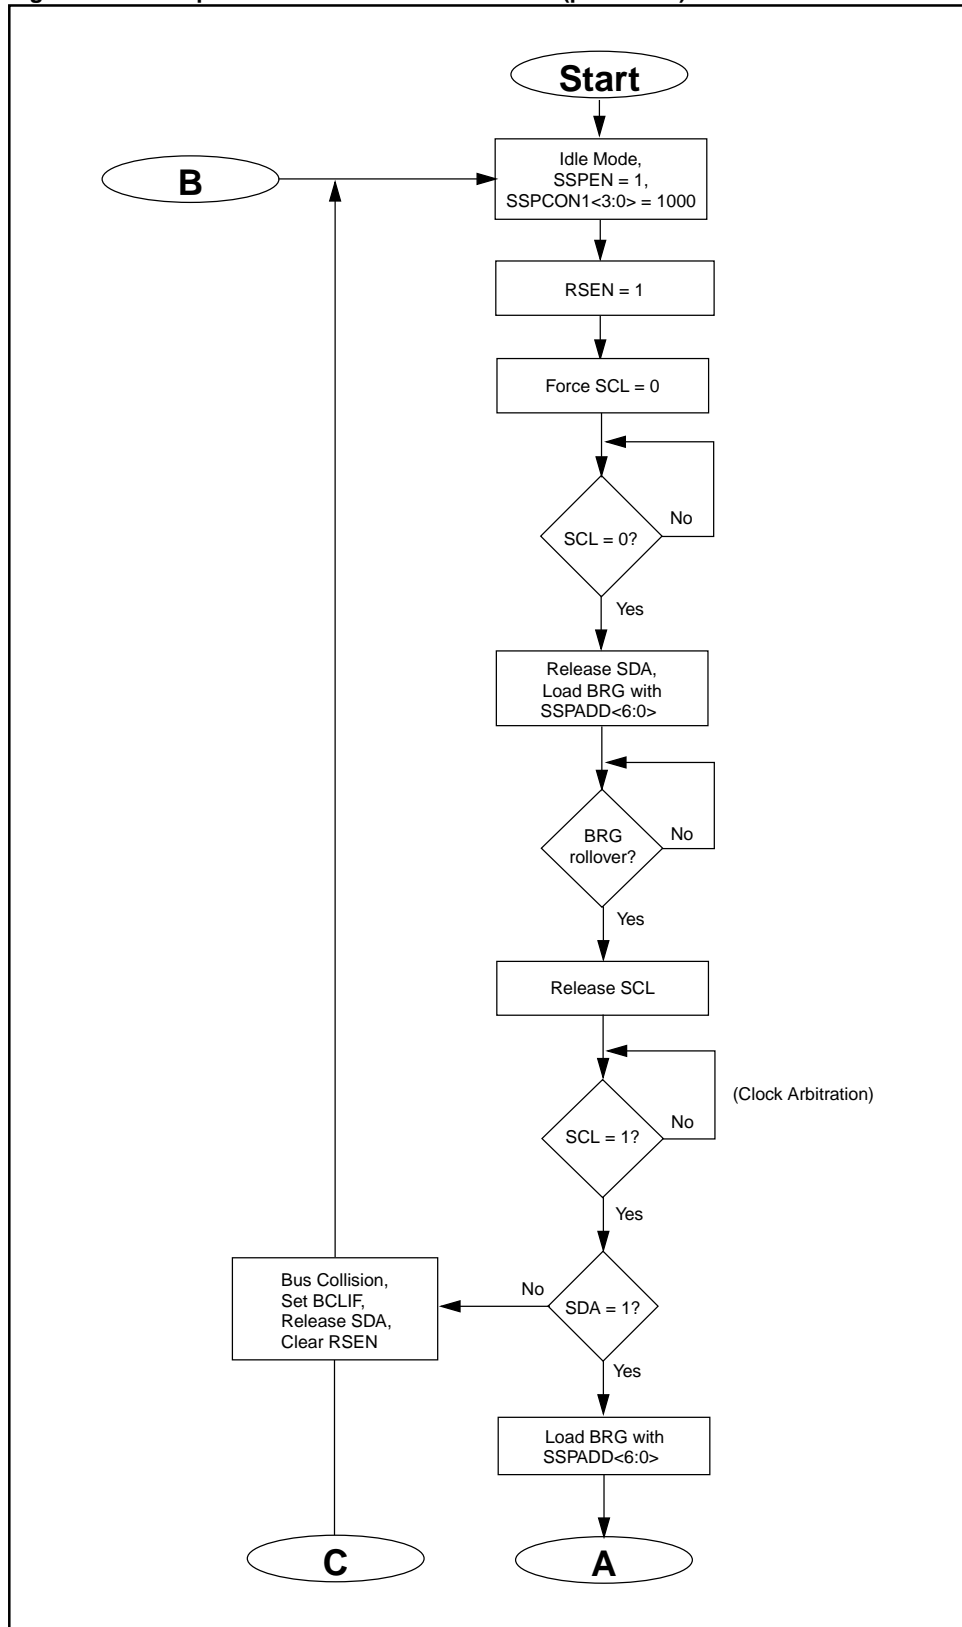 Start
B
Idle Mode,
SSPEN = 1,
SSPCON1<3:0> = 1000
RSEN = 1
Force SCL = 0
SCL = 0?
No
Yes
Release SDA,
Load BRG with
SSPADD<6:0>
BRG
rollover?
No
Yes
Release SCL
(Clock Arbitration)
SCL = 1?
No
Yes
Bus Collision,
Set BCLIF,
Release SDA,
Clear RSEN
No
SDA = 1?
Yes
Load BRG with
SSPADD<6:0>
C
A